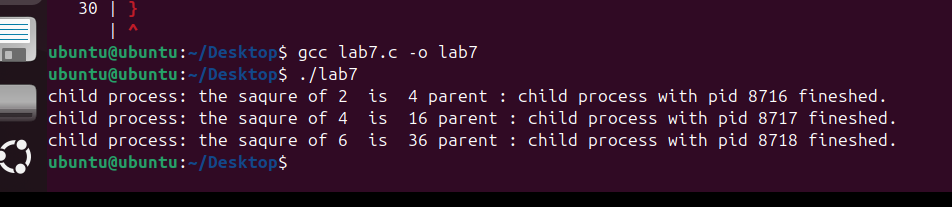 30 | }
| ^
ubuntu@ubuntu:~/Desktop$ gcc lab7.c -o lab7
ubuntu@ubuntu:~/Desktop$ ./lab7
child process: the saqure of 2  is  4 parent : child process with pid 8716 fineshed.
child process: the saqure of 4  is  16 parent : child process with pid 8717 fineshed.
child process: the saqure of 6  is  36 parent : child process with pid 8718 fineshed.
ubuntu@ubuntu:~/Desktop$